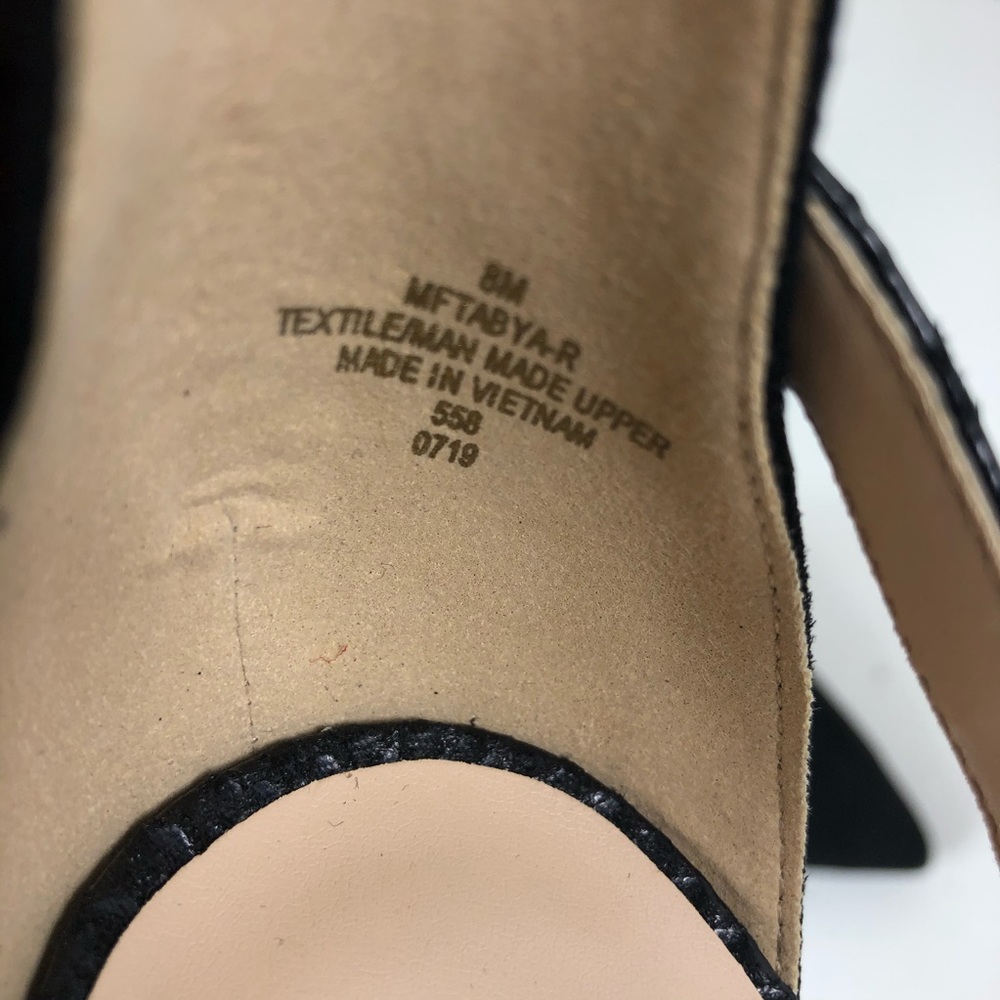 8M
MFTABYA-R
TEXTILE/MAN MADE UPPER
MADE IN VIETNAM
558
0719